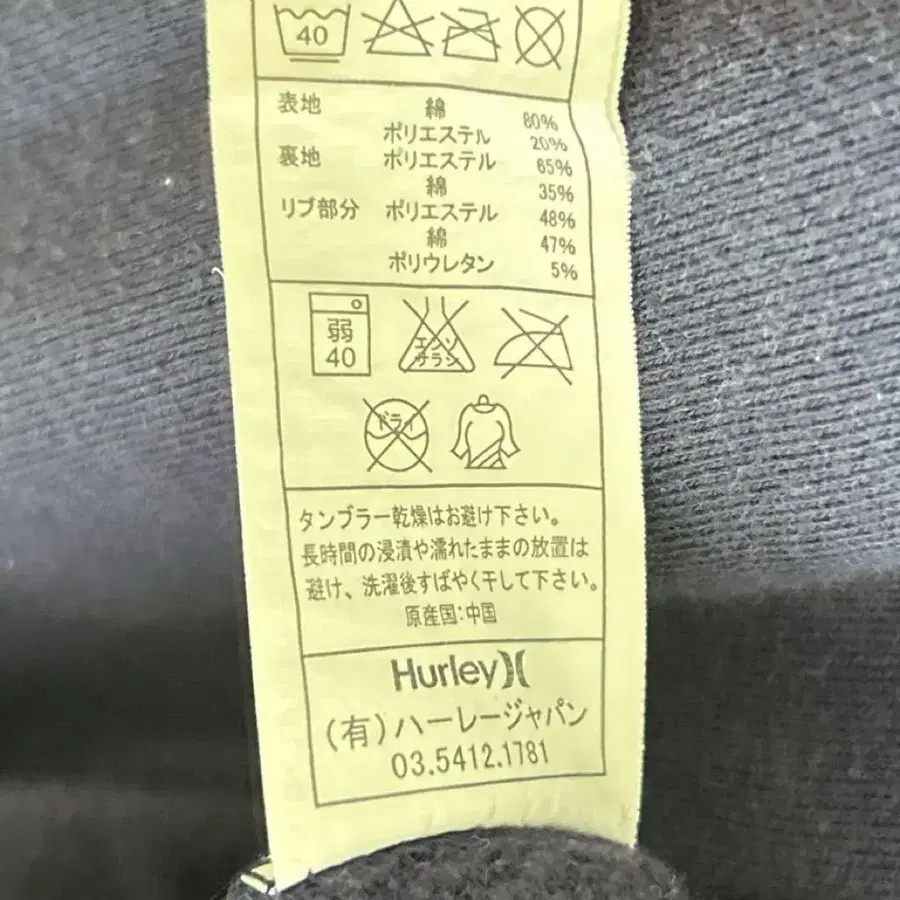 40
表地 綿 80%
ポリエステル 20%
裏地 ポリエステル 65%
綿 35%
リブ部分 ポリエステル 48%
綿 47%
ポリウレタン 5%
弱
40
エンソ
サラシ
ドライ
タンブラー乾燥はお避け下さい。
長時間の浸漬や濡れたままの放置は
避け、洗濯後すばやく干して下さい。
原産国:中国
Hurley
(有)ハーレージャパン
03.5412.1781